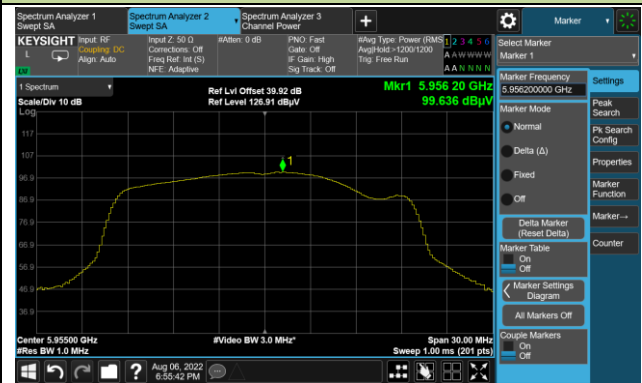 Spectrum Analyzer 1
Swept SA
Spectrum Analyzer 2
Swept SA
Spectrum Analyzer 3
Channel Power
+
Marker
KEYSIGHT
L
LXI
Input: RF
Coupling: DC
Align: Auto
Input Z: 50 Ω
Corrections: Off
Freq Ref: Int (S)
NFE: Adaptive
#Atten: 0 dB
PNO: Fast
Gate: Off
IF Gain: High
Sig Track: Off
#Avg Type: Power (RMS
Avg|Hold:>1200/1200
Trig: Free Run
1 2 3 4 5 6
A A W W W W
A A N N N N
Select Marker
Marker 1
1 Spectrum
Scale/Div 10 dB
Log
Ref Lvl Offset 39.92 dB
Ref Level 126.91 dBµV
Mkr1 5.956 20 GHz
99.636 dBµV
117
107
96.9
86.9
76.9
66.9
56.9
46.9
36.9
1
Center 5.95500 GHz
#Res BW 1.0 MHz
#Video BW 3.0 MHz*
Span 30.00 MHz
Sweep 1.00 ms (201 pts)
Marker Frequency
5.956200000 GHz
Marker Mode
Normal
Delta (Δ)
Fixed
Off
Delta Marker
(Reset Delta)
Marker Table
On
Off
Marker Settings
Diagram
All Markers Off
Couple Markers
On
Off
Settings
Peak
Search
Pk Search
Config
Properties
Marker
Function
Marker→
Counter
?
Aug 06, 2022
6:55:42 PM